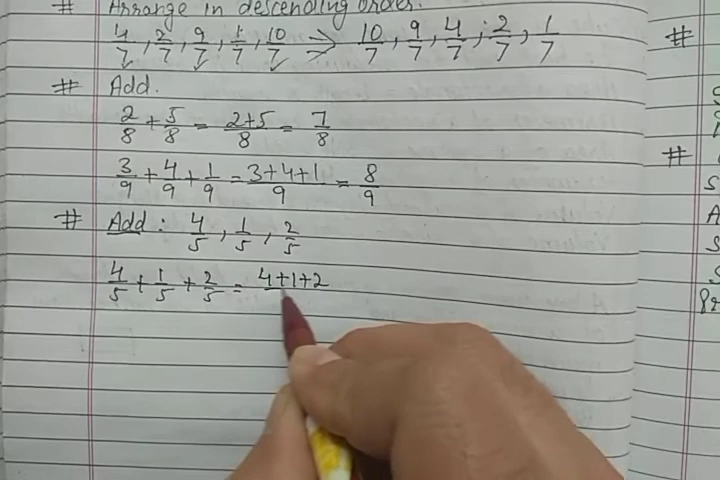 # Arrange in descending order.
4/7, 2/7, 9/7, 1/7, 10/7 => 10/7, 9/7, 4/7, 2/7, 1/7
# Add.
2/8 + 5/8 = 2+5/8 = 7/8
3/9 + 4/9 + 1/9 = 3+4+1/9 = 8/9
# Add : 4/5, 1/5, 2/5
4/5 + 1/5 + 2/5 = 4+1+2
#
#